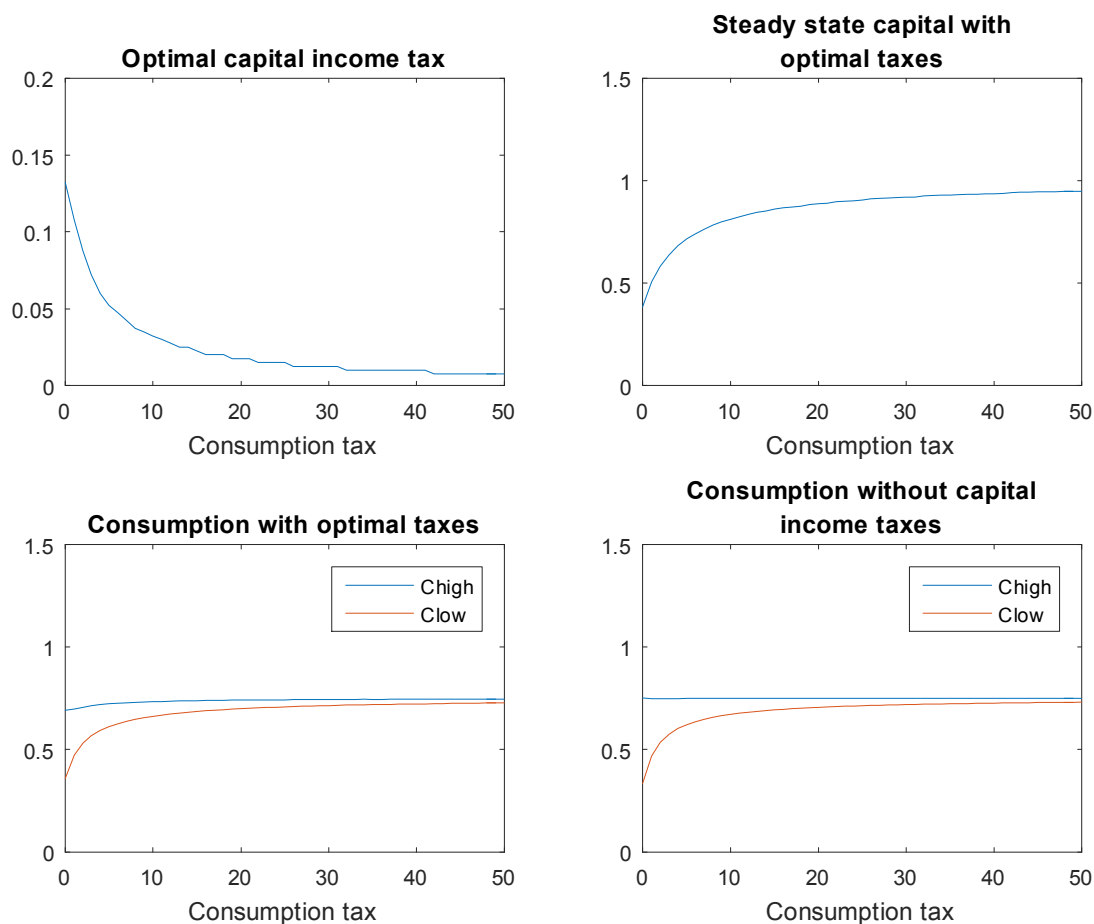 Optimal capital income tax
0.2
0.15
0.1
0.05
0
0 10 20 30 40 50
Consumption tax
Steady state capital with
optimal taxes
1.5
1
0.5
0
0 10 20 30 40 50
Consumption tax
Consumption with optimal taxes
1.5
1
0.5
0
Chigh
Clow
0 10 20 30 40 50
Consumption tax
Consumption without capital
income taxes
1.5
1
0.5
0
Chigh
Clow
0 10 20 30 40 50
Consumption tax